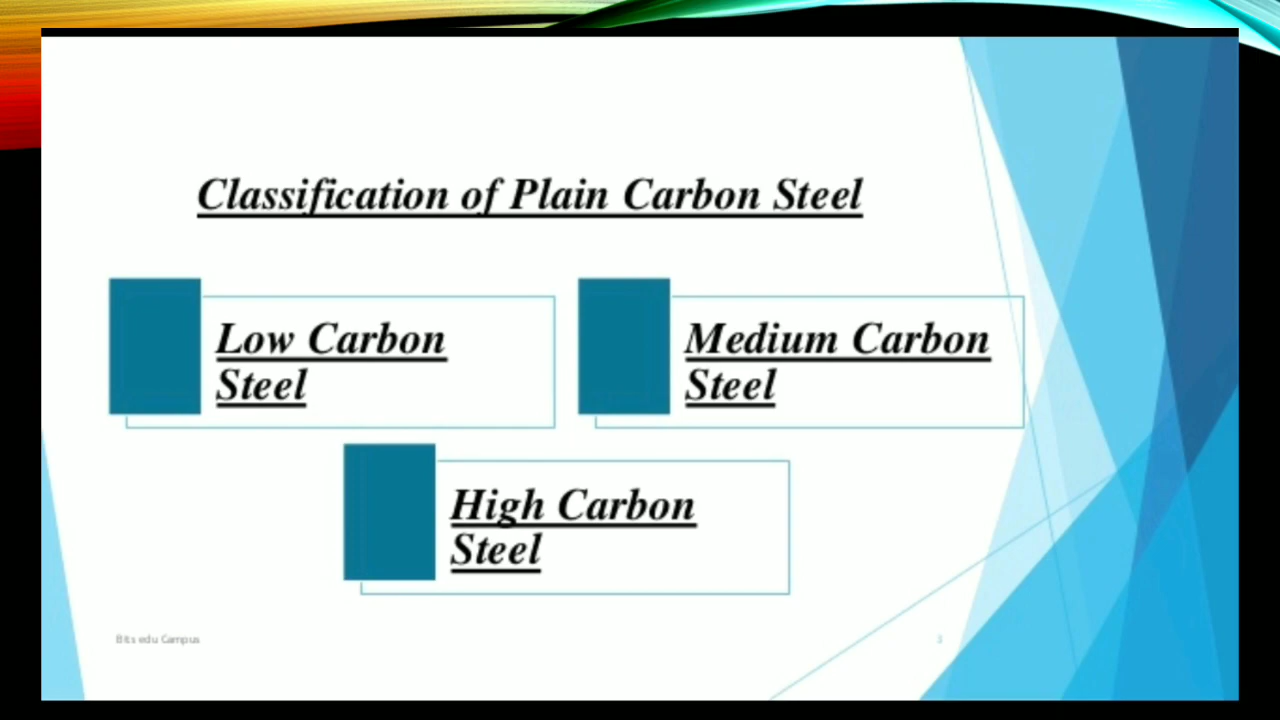 Classification of Plain Carbon Steel
Low Carbon
Steel
Medium Carbon
Steel
High Carbon
Steel
Bits edu Campus
3